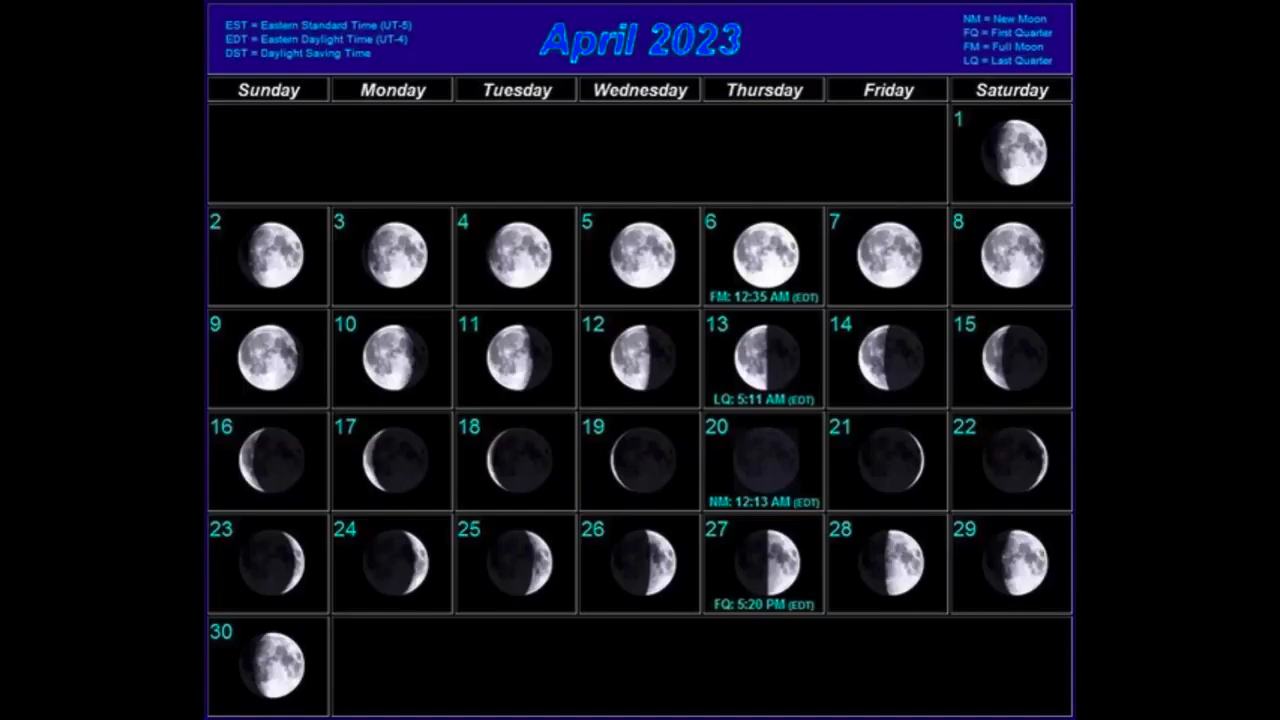 EST = Eastern Standard Time (UT-5)
EDT = Eastern Daylight Time (UT-4)
DST = Daylight Saving Time
April 2023
NM = New Moon
FQ = First Quarter
FM = Full Moon
LQ = Last Quarter
Sunday Monday Tuesday Wednesday Thursday Friday Saturday
1
2 3 4 5 6 7 8
FM: 12:35 AM (EDT)
9 10 11 12 13 14 15
LQ: 5:11 AM (EDT)
16 17 18 19 20 21 22
NM: 12:13 AM (EDT)
23 24 25 26 27 28 29
FQ: 5:20 PM (EDT)
30